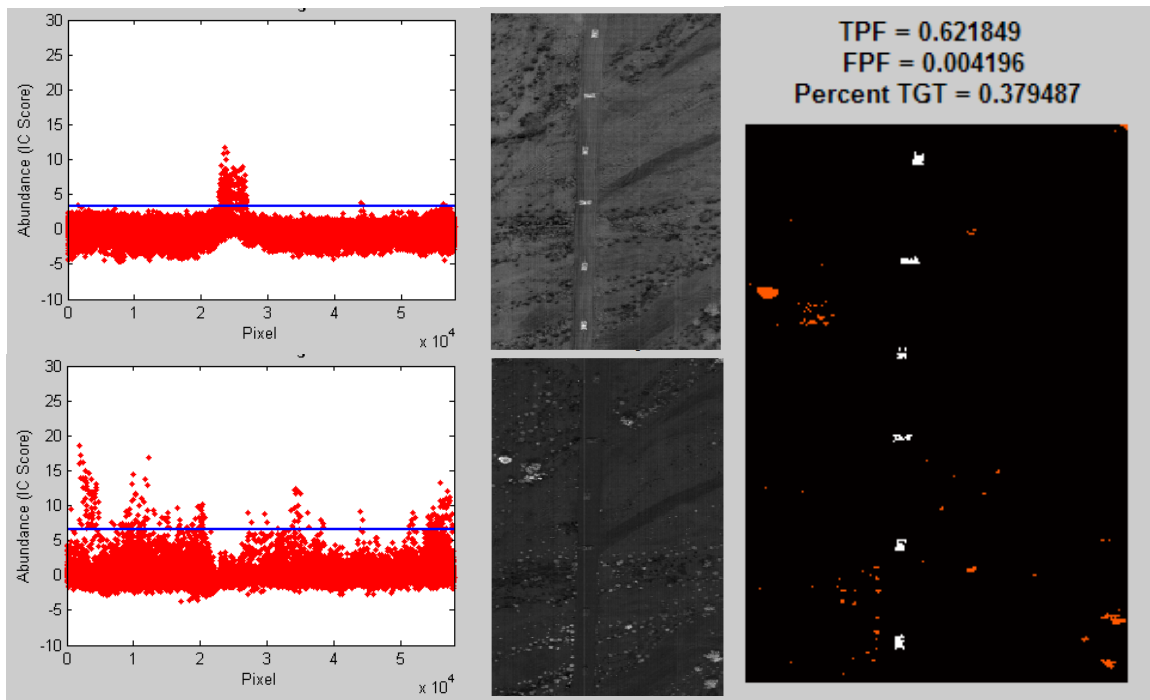 30
25
20
15
10
5
0
-5
-10
Abundance (IC Score)
0 1 2 3 4 5
Pixel
x 10^4
30
25
20
15
10
5
0
-5
-10
Abundance (IC Score)
0 1 2 3 4 5
Pixel
x 10^4
TPF = 0.621849
FPF = 0.004196
Percent TGT = 0.379487